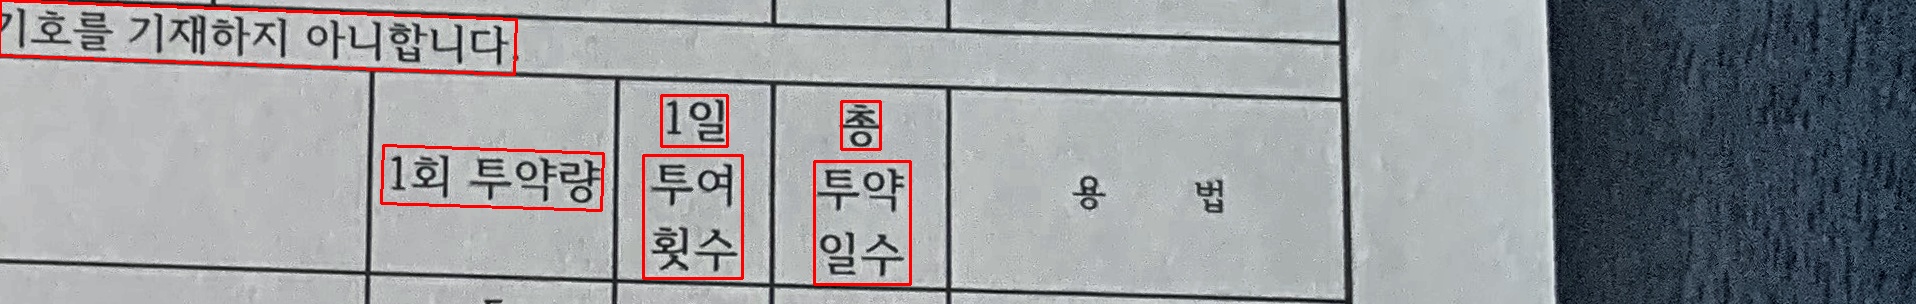 기호를 기재하지 아니합니다.
1회 투약량
1일
투여
횟수
총
투약
일수
용 법